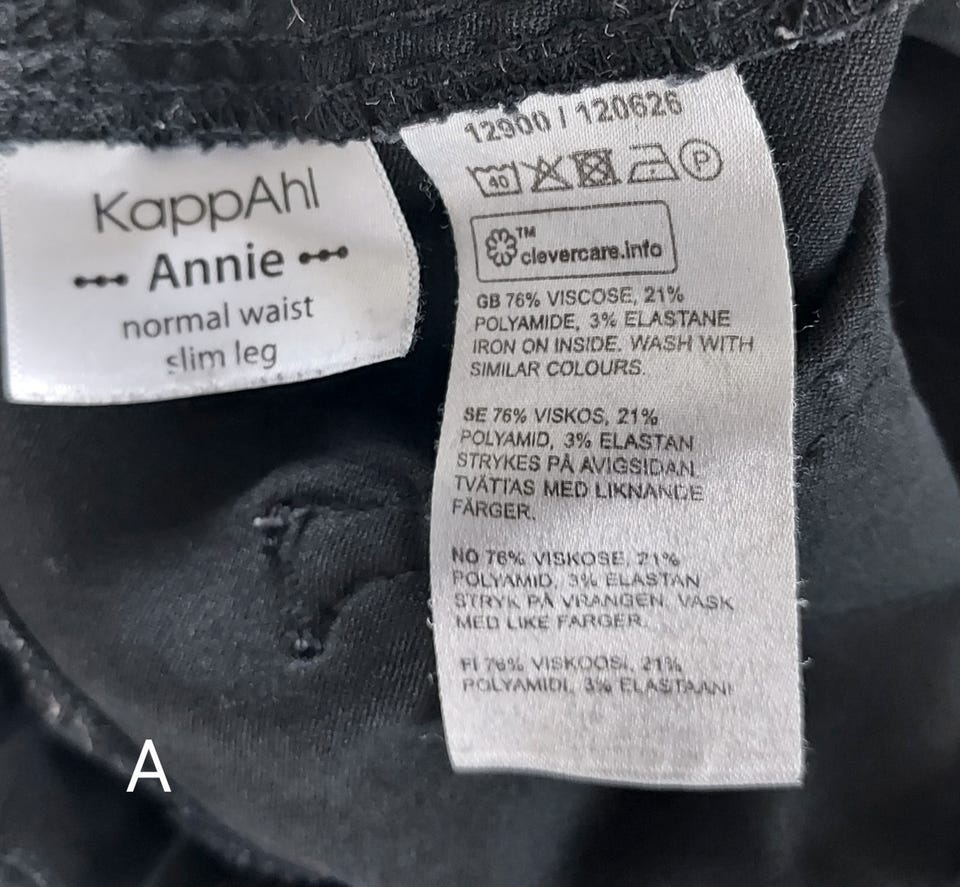 KappAhl
Annie
normal waist
slim leg
12900 / 120626
40
P
TM
clevercare.info
GB 76% VISCOSE, 21%
POLYAMIDE, 3% ELASTANE
IRON ON INSIDE. WASH WITH
SIMILAR COLOURS.
SE 76% VISKOS, 21%
POLYAMID, 3% ELASTAN
STRYKES PÅ AVIGSIDAN.
TVÄTTAS MED LIKNANDE
FÄRGER.
NO 76% VISKOSE, 21%
POLYAMID, 3% ELASTAN
STRYK PÅ VRANGEN. VASK
MED LIKE FARGER.
FI 76% VISKOOSI, 21%
POLYAMIDI, 3% ELASTAANI
A